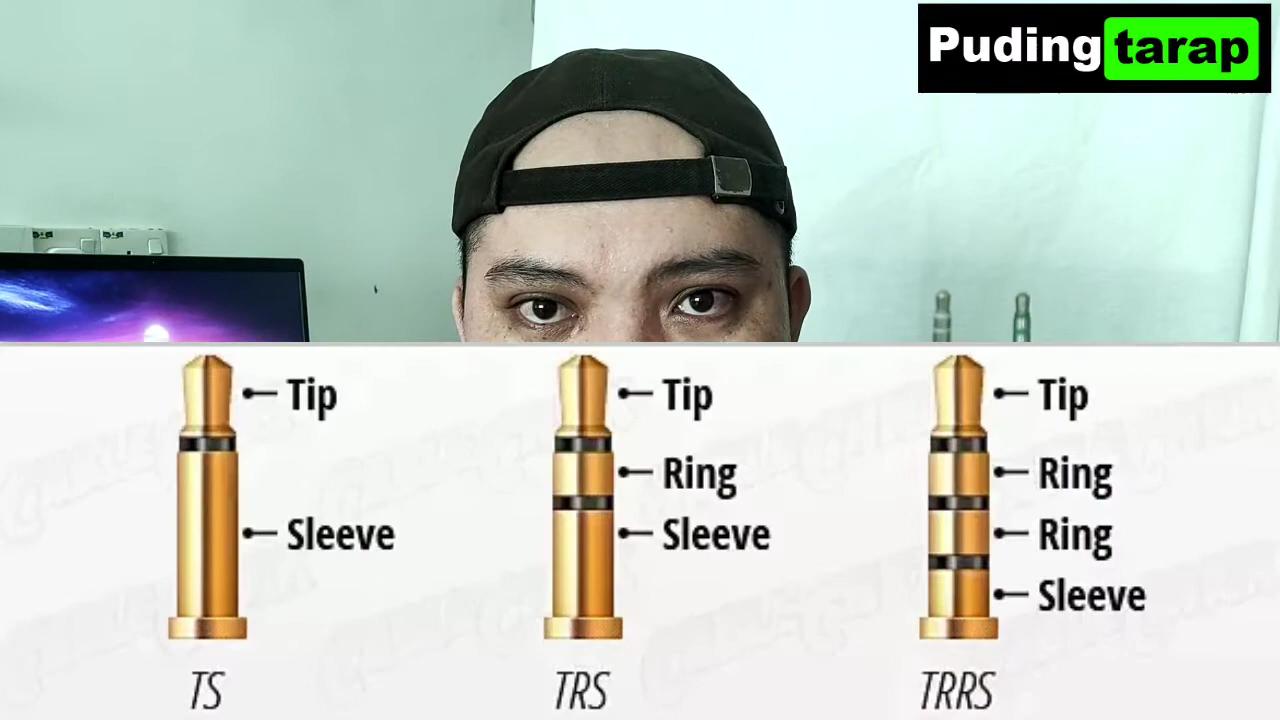 Puding tarap
Tip
Sleeve
TS
Tip
Ring
Sleeve
TRS
Tip
Ring
Ring
Sleeve
TRRS